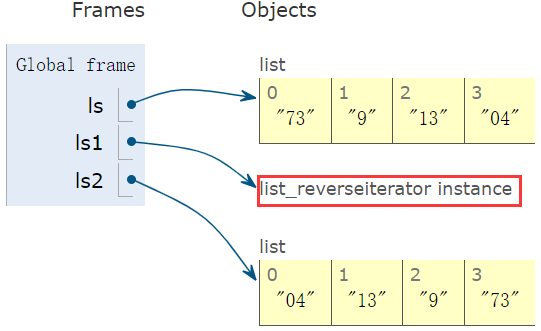 Frames Objects
list
Global frame
0 1 2 3
ls "73" "9" "13" "04"
ls1
ls2 list_reverseiterator instance
list
0 1 2 3
"04" "13" "9" "73"